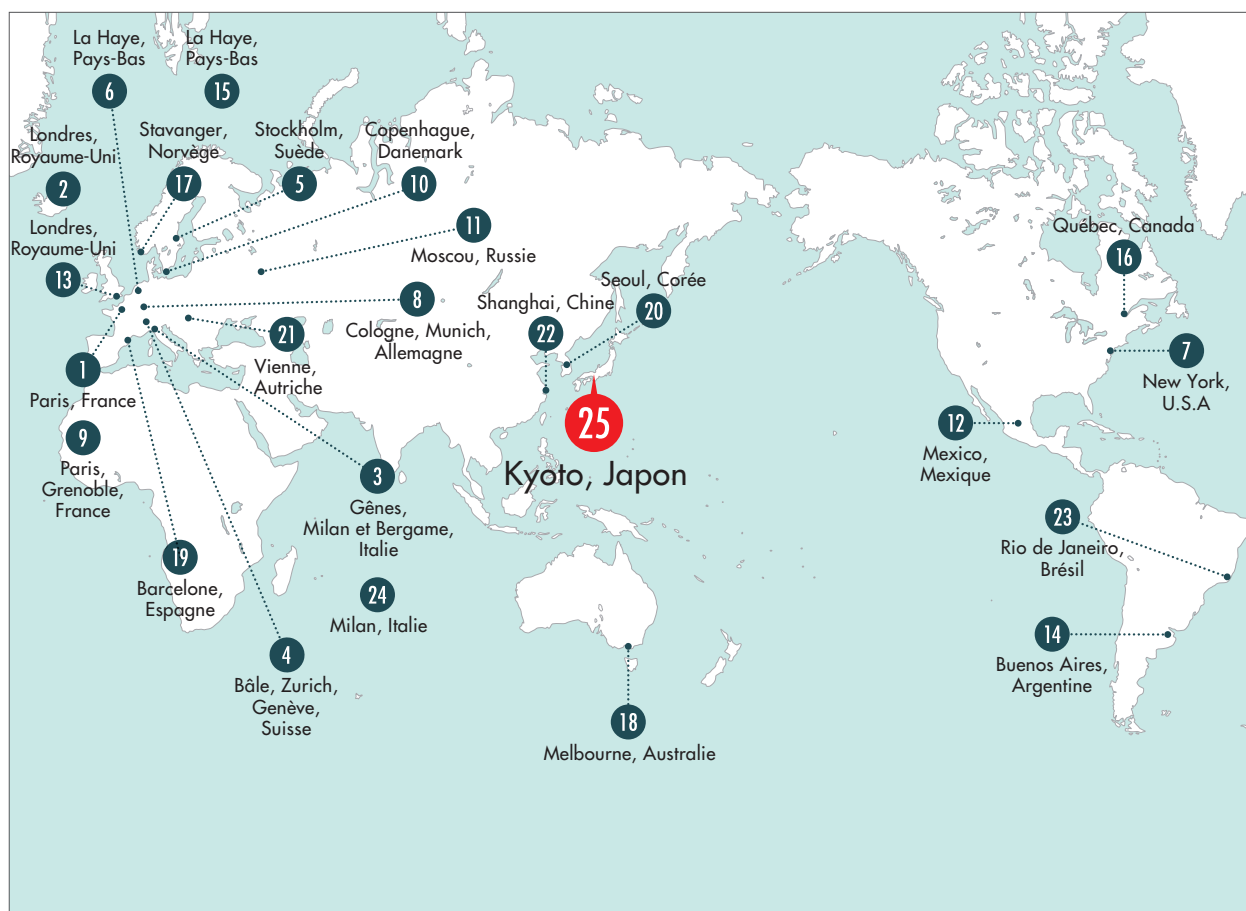 La Haye,
Pays-Bas
6
La Haye,
Pays-Bas
15
Londres,
Royaume-Uni
2
Stavanger,
Norvège
17
Stockholm,
Suède
5
Copenhague,
Danemark
10
Londres,
Royaume-Uni
13
11
Moscou, Russie
Québec, Canada
16
Seoul, Corée
20
Shanghai, Chine
22
8
Cologne, Munich,
Allemagne
21
Vienne,
Autriche
7
New York,
U.S.A
1
Paris, France
9
Paris,
Grenoble,
France
25
Kyoto, Japon
12
Mexico,
Mexique
3
Gênes,
Milan et Bergame,
Italie
23
Rio de Janeiro,
Brésil
19
Barcelone,
Espagne
24
Milan, Italie
4
Bâle, Zurich,
Genève,
Suisse
14
Buenos Aires,
Argentine
18
Melbourne, Australie